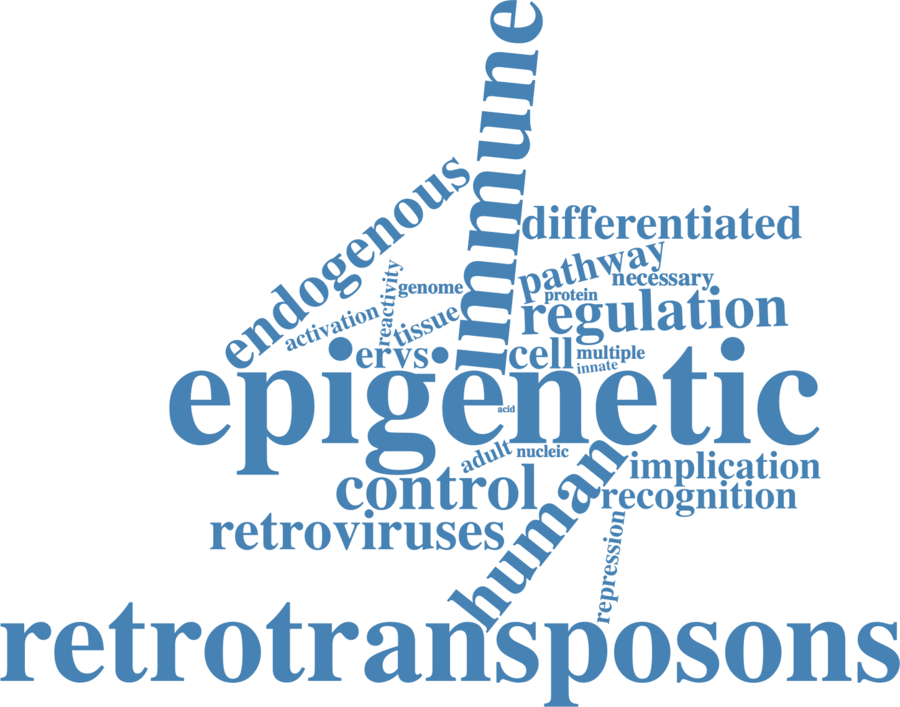 immune
endogenous
differentiated
pathway
necessary
reactivity
genome
protein
activation
tissue
regulation
ervs
cell
multiple
innate
epigenetic
acid
adult
nucleic
human
implication
control
recognition
retroviruses
repression
retrotransposons